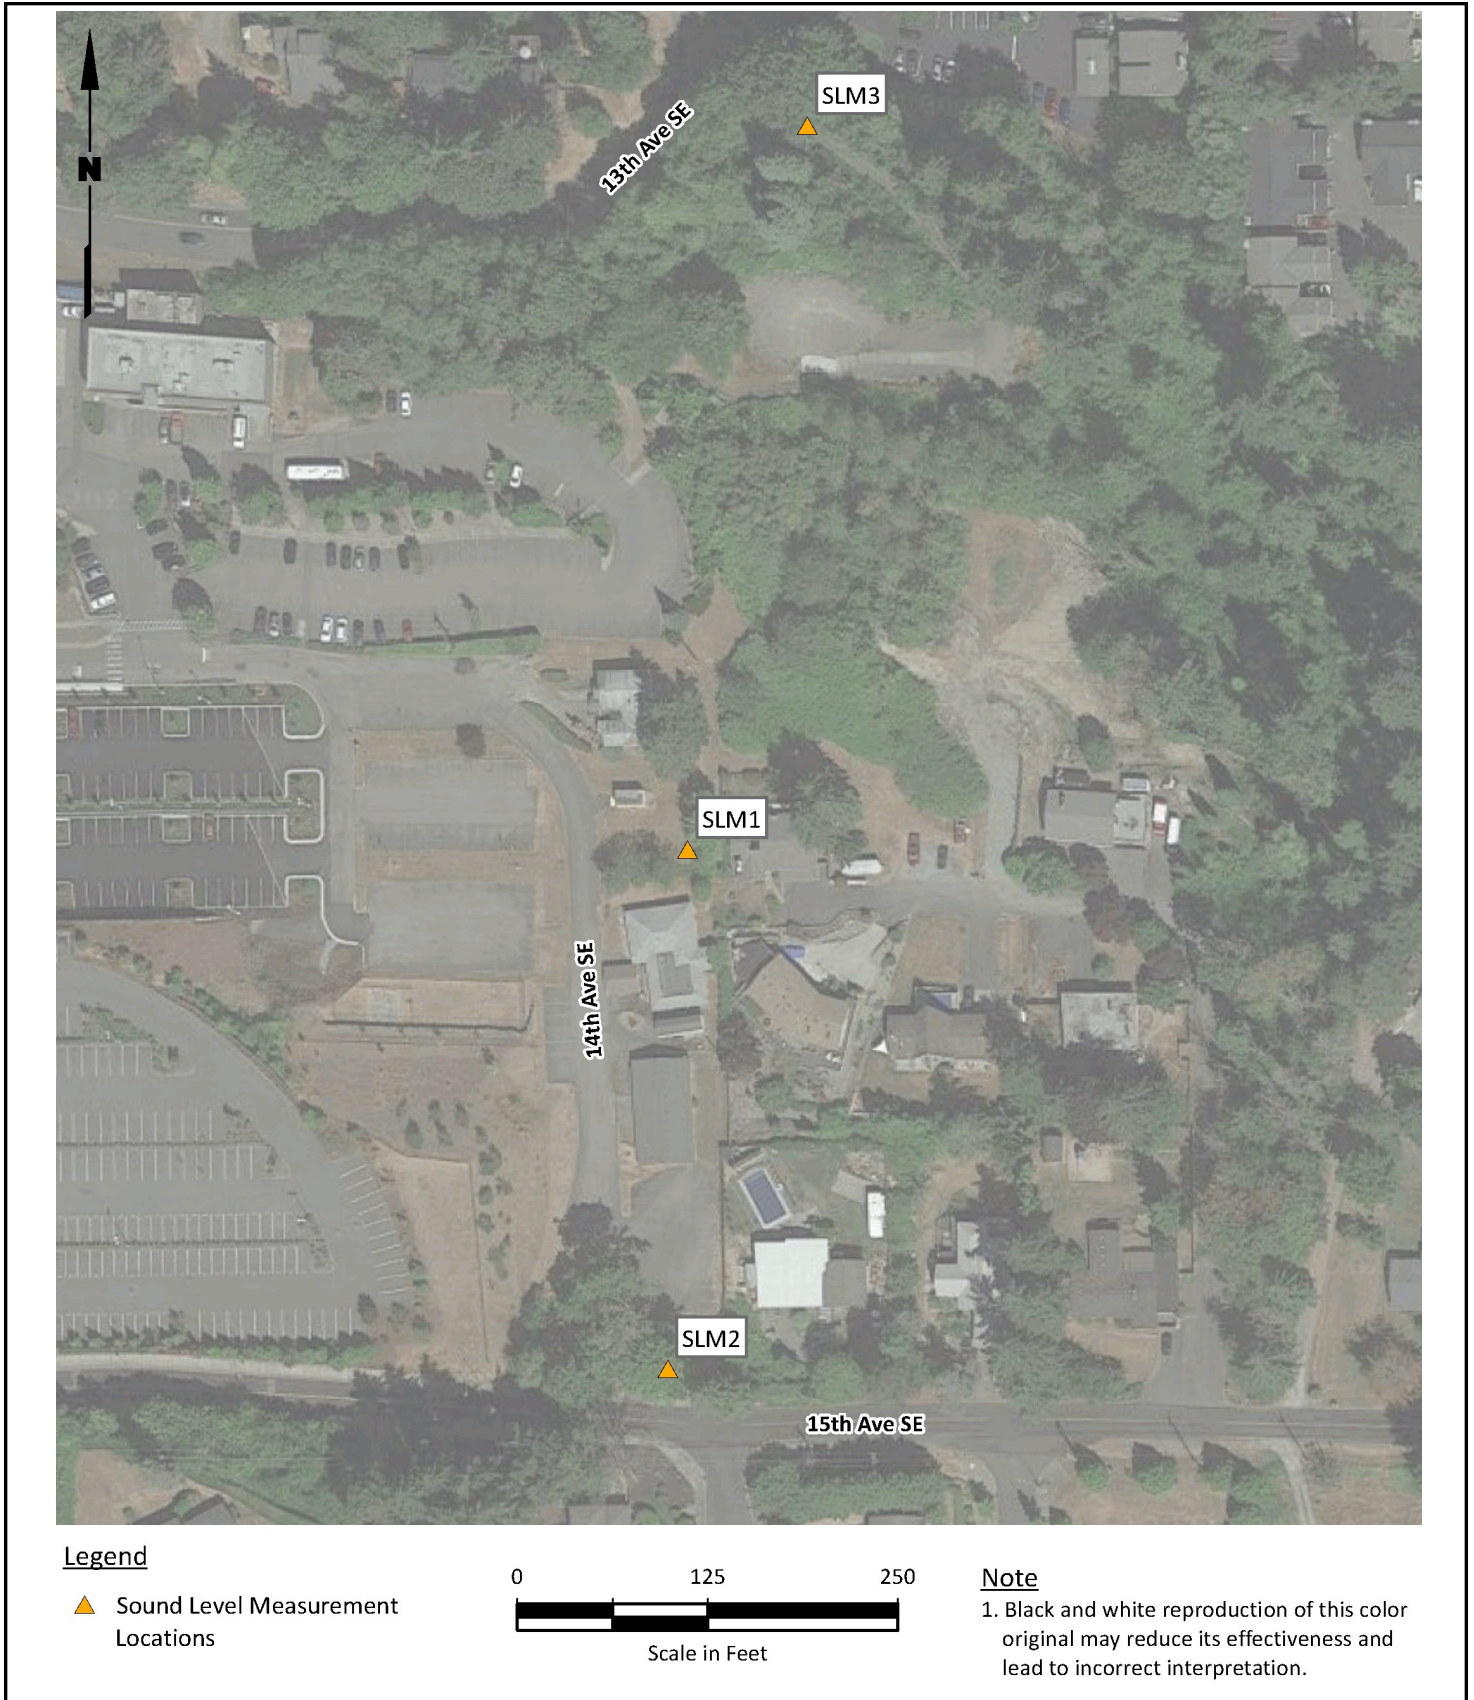 SLM3
13th Ave SE
N
SLM1
14th Ave SE
SLM2
15th Ave SE
Legend
Sound Level Measurement
Locations
0 125 250
Scale in Feet
Note
1. Black and white reproduction of this color
original may reduce its effectiveness and
lead to incorrect interpretation.